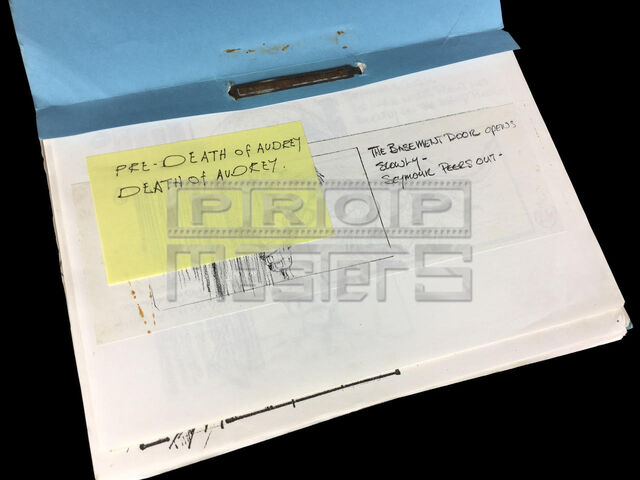 PRE-DEATH OF AUDREY
DEATH OF AUDREY.
THE BASEMENT DOOR OPENS
SLOWLY-
SEYMOUR PEERS OUT-
PROP
MASTERS